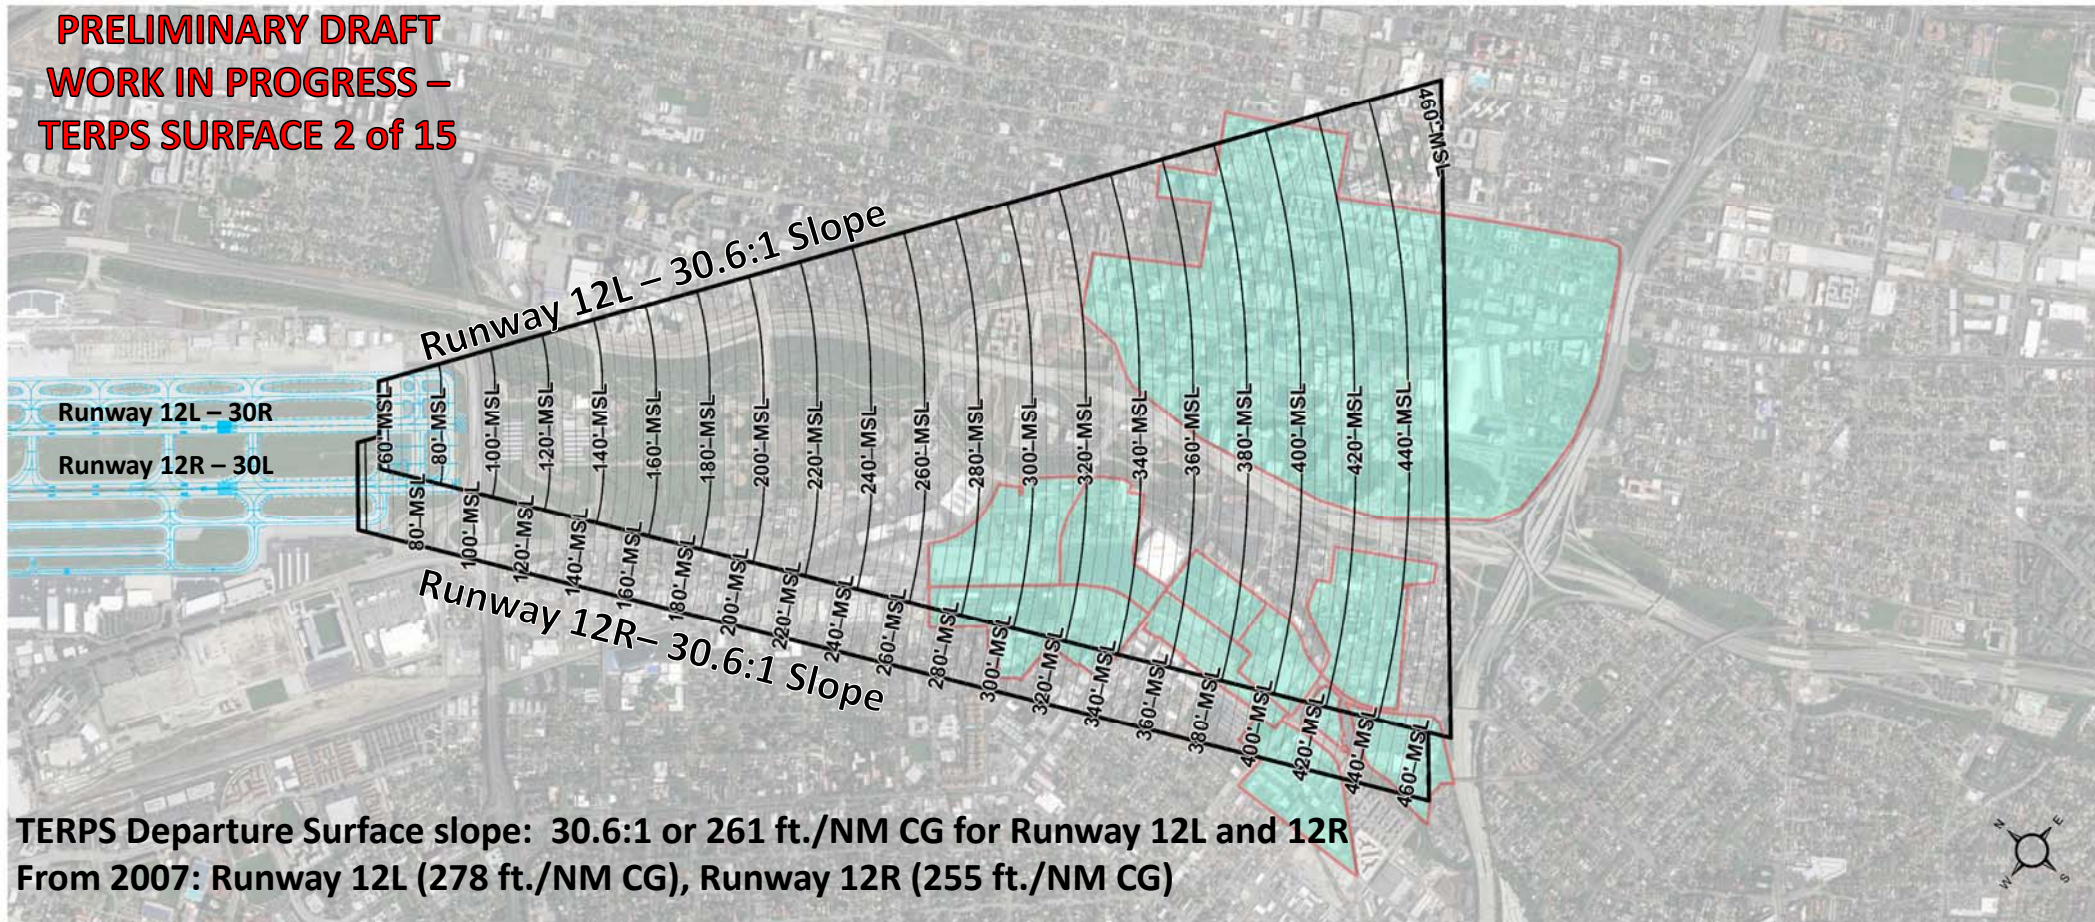 PRELIMINARY DRAFT
WORK IN PROGRESS –
TERPS SURFACE 2 of 15
460'-MSL
Runway 12L – 30.6:1 Slope
Runway 12L – 30R
Runway 12R – 30L
60'-MSL
80'-MSL
100'-MSL
120'-MSL
140'-MSL
160'-MSL
180'-MSL
200'-MSL
220'-MSL
240'-MSL
260'-MSL
280'-MSL
300'-MSL
320'-MSL
340'-MSL
360'-MSL
380'-MSL
400'-MSL
420'-MSL
440'-MSL
80'-MSL
100'-MSL
120'-MSL
140'-MSL
160'-MSL
180'-MSL
200'-MSL
220'-MSL
240'-MSL
260'-MSL
280'-MSL
300'-MSL
320'-MSL
340'-MSL
360'-MSL
380'-MSL
400'-MSL
420'-MSL
440'-MSL
460'-MSL
Runway 12R– 30.6:1 Slope
TERPS Departure Surface slope:  30.6:1 or 261 ft./NM CG for Runway 12L and 12R
From 2007: Runway 12L (278 ft./NM CG), Runway 12R (255 ft./NM CG)
N
E
W
S